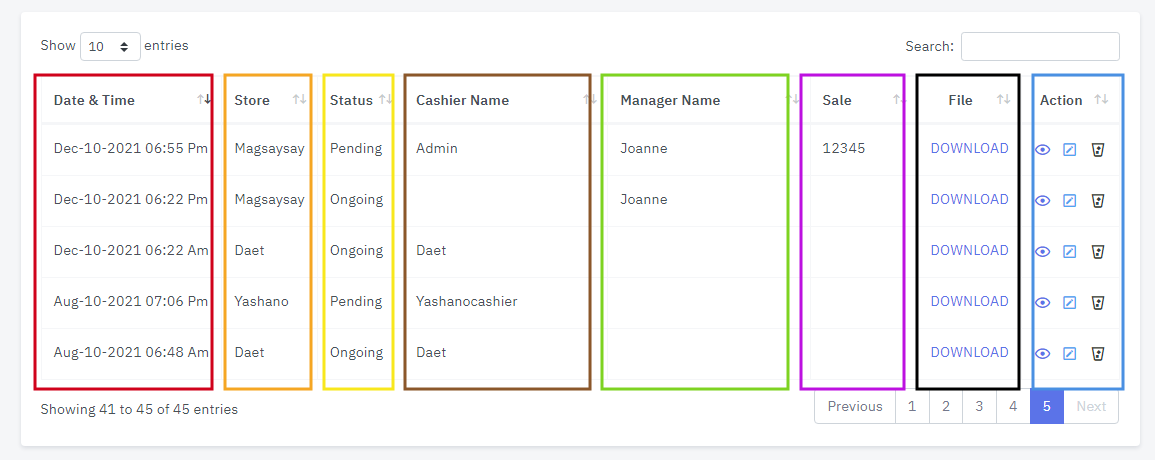 Show 10 entries Search:
Date & Time Store Status Cashier Name Manager Name Sale File Action
Dec-10-2021 06:55 Pm Magsaysay Pending Admin Joanne 12345 DOWNLOAD
Dec-10-2021 06:22 Pm Magsaysay Ongoing Joanne DOWNLOAD
Dec-10-2021 06:22 Am Daet Ongoing Daet DOWNLOAD
Aug-10-2021 07:06 Pm Yashano Pending Yashanocashier DOWNLOAD
Aug-10-2021 06:48 Am Daet Ongoing Daet DOWNLOAD
Showing 41 to 45 of 45 entries Previous 1 2 3 4 5 Next